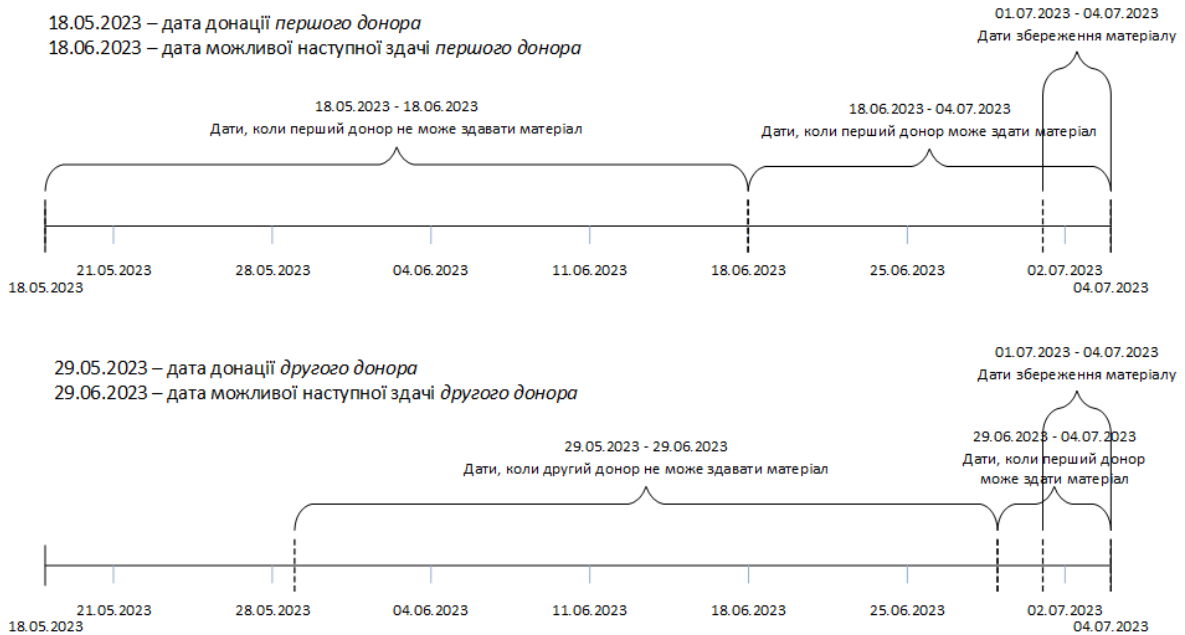 18.05.2023 – дата донації першого донора
18.06.2023 – дата можливої наступної здачі першого донора
01.07.2023 - 04.07.2023
Дати збереження матеріалу
18.05.2023 - 18.06.2023
Дати, коли перший донор не може здавати матеріал
18.06.2023 - 04.07.2023
Дати, коли перший донор може здати матеріал
21.05.2023 28.05.2023 04.06.2023 11.06.2023 18.06.2023 25.06.2023 02.07.2023
18.05.2023 04.07.2023
29.05.2023 – дата донації другого донора
29.06.2023 – дата можливої наступної здачі другого донора
01.07.2023 - 04.07.2023
Дати збереження матеріалу
29.05.2023 - 29.06.2023
Дати, коли другий донор не може здавати матеріал
29.06.2023 - 04.07.2023
Дати, коли перший донор
може здати матеріал
21.05.2023 28.05.2023 04.06.2023 11.06.2023 18.06.2023 25.06.2023 02.07.2023
18.05.2023 04.07.2023